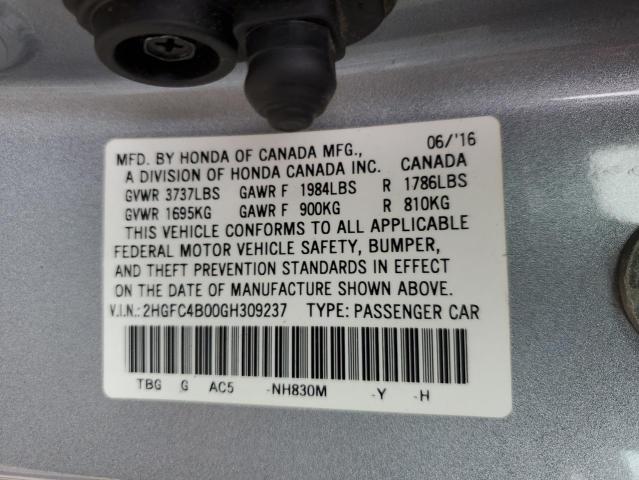 MFD. BY HONDA OF CANADA MFG., 06/'16
A DIVISION OF HONDA CANADA INC. CANADA
GVWR 3737LBS GAWR F 1984LBS R 1786LBS
GVWR 1695KG GAWR F 900KG R 810KG
THIS VEHICLE CONFORMS TO ALL APPLICABLE
FEDERAL MOTOR VEHICLE SAFETY, BUMPER,
AND THEFT PREVENTION STANDARDS IN EFFECT
ON THE DATE OF MANUFACTURE SHOWN ABOVE.
V.I.N.: 2HGFC4B00GH309237 TYPE: PASSENGER CAR
TBG G AC5 -NH830M -Y -H